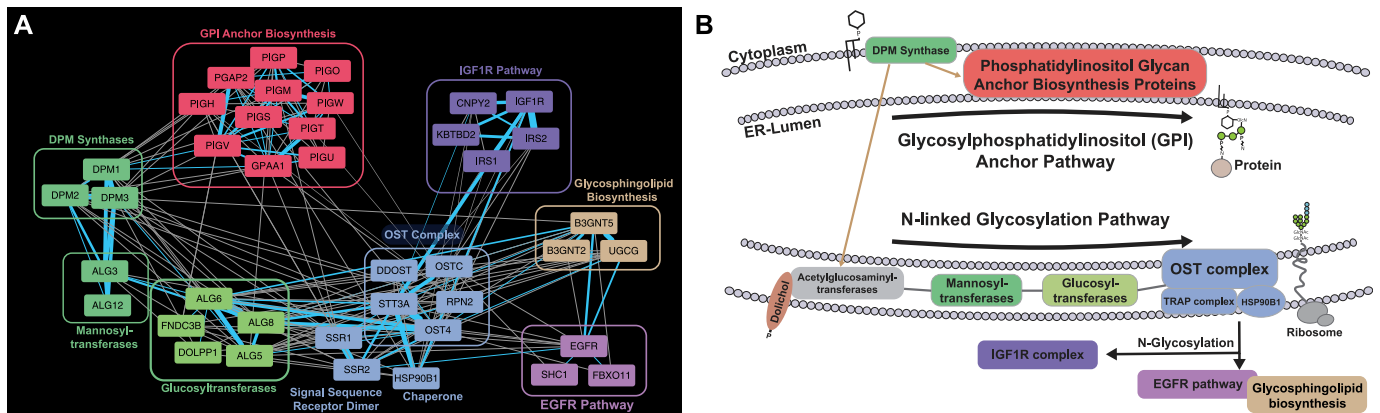 A
GPI Anchor Biosynthesis
PIGP
PIGO
PGAP2
PIGM
PIGH
PIGW
PIGS
PIGT
PIGV
PIGU
GPAA1
IGF1R Pathway
CNPY2
IGF1R
KBTBD2
IRS2
IRS1
DPM Synthases
DPM1
DPM2
DPM3
ALG3
ALG12
Mannosyl-
transferases
Glycosphingolipid
Biosynthesis
B3GNT5
B3GNT2
UGCG
OST Complex
DDOST
OSTC
STT3A
RPN2
OST4
ALG6
FNDC3B
ALG8
DOLPP1
ALG5
Glucosyltransferases
SSR1
SSR2
HSP90B1
Signal Sequence
Receptor Dimer
Chaperone
EGFR
SHC1
FBXO11
EGFR Pathway
B
Cytoplasm
P
DPM Synthase
Phosphatidylinositol Glycan
Anchor Biosynthesis Proteins
ER-Lumen
Glycosylphosphatidylinositol (GPI)
Anchor Pathway
P
P
N
N
Protein
N-linked Glycosylation Pathway
GlcNAc
GlcNAc
Dolichol
P
Acetylglucosaminyl-
transferases
Mannosyl-
transferases
Glucosyl-
transferases
OST complex
TRAP complex
HSP90B1
Ribosome
N-Glycosylation
IGF1R complex
EGFR pathway
Glycosphingolipid
biosynthesis